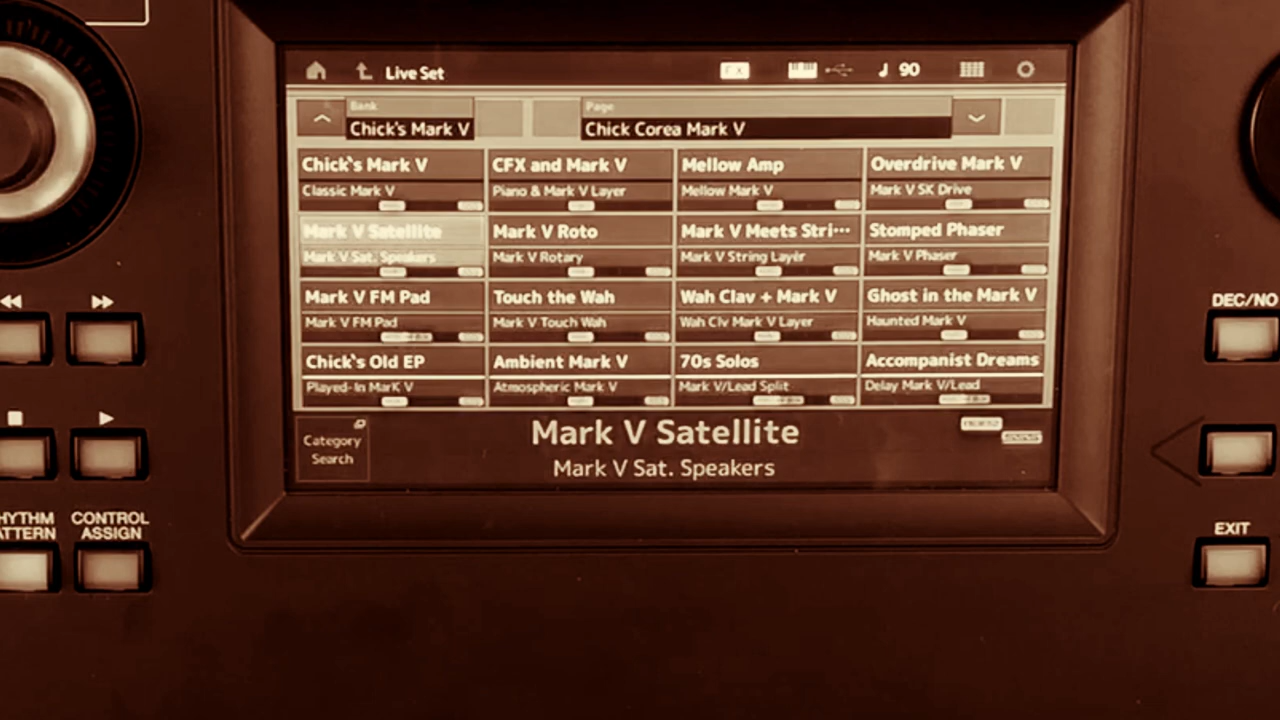 Live Set
FX
90
Bank
Page
Chick's Mark V
Chick Corea Mark V
Chick's Mark V
CFX and Mark V
Mellow Amp
Overdrive Mark V
Classic Mark V
Piano & Mark V Layer
Mellow Mark V
Mark V SK Drive
Mark V Satellite
Mark V Roto
Mark V Meets Stri…
Stomped Phaser
Mark V Sat. Speakers
Mark V Rotary
Mark V String Layer
Mark V Phaser
Mark V FM Pad
Touch the Wah
Wah Clav + Mark V
Ghost in the Mark V
Mark V FM Pad
Mark V Touch Wah
Wah Clv Mark V Layer
Haunted Mark V
Chick's Old EP
Ambient Mark V
70s Solos
Accompanist Dreams
Played-In MarK V
Atmospheric Mark V
Mark V/Lead Split
Delay Mark V/Lead
Category
Search
Mark V Satellite
Mark V Sat. Speakers
HYTHM
ATTERN
CONTROL
ASSIGN
DEC/NO
EXIT